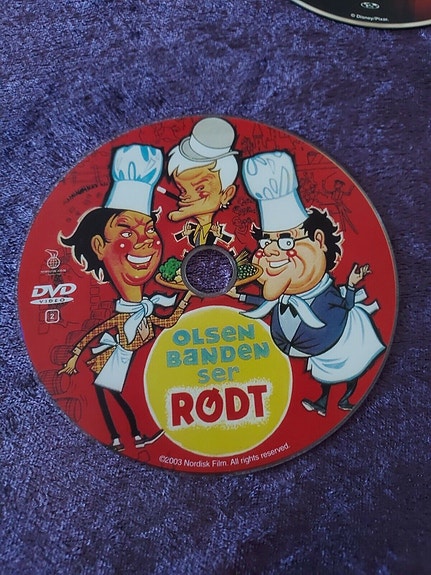 © Disney/Pixar.
DVD
VIDEO
2
OLSEN
BANDEN
ser
RØDT
©2003 Nordisk Film. All rights reserved.